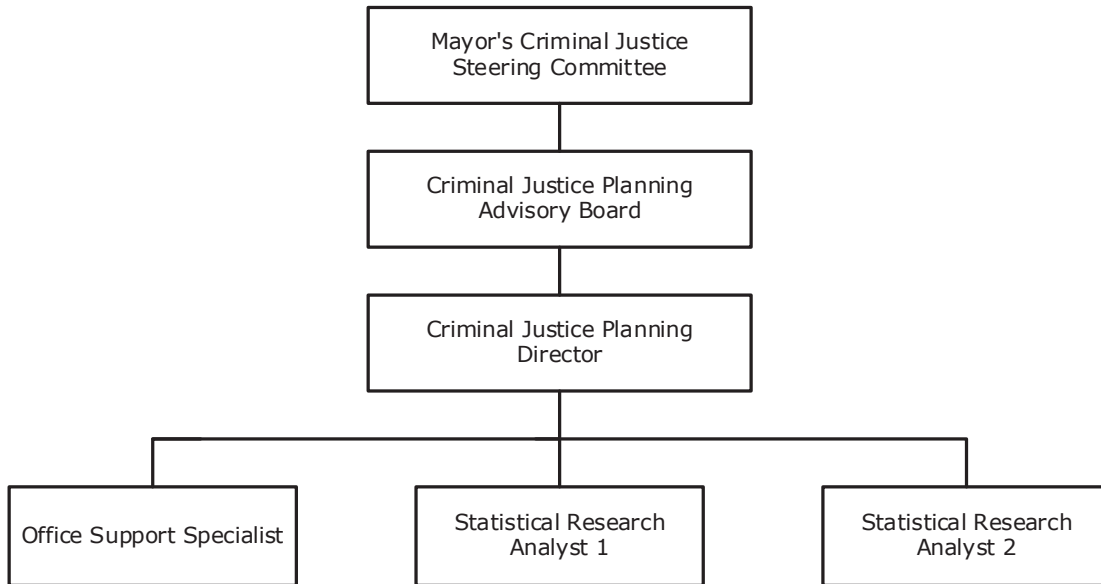 Mayor's Criminal Justice
Steering Committee
Criminal Justice Planning
Advisory Board
Criminal Justice Planning
Director
Office Support Specialist
Statistical Research
Analyst 1
Statistical Research
Analyst 2